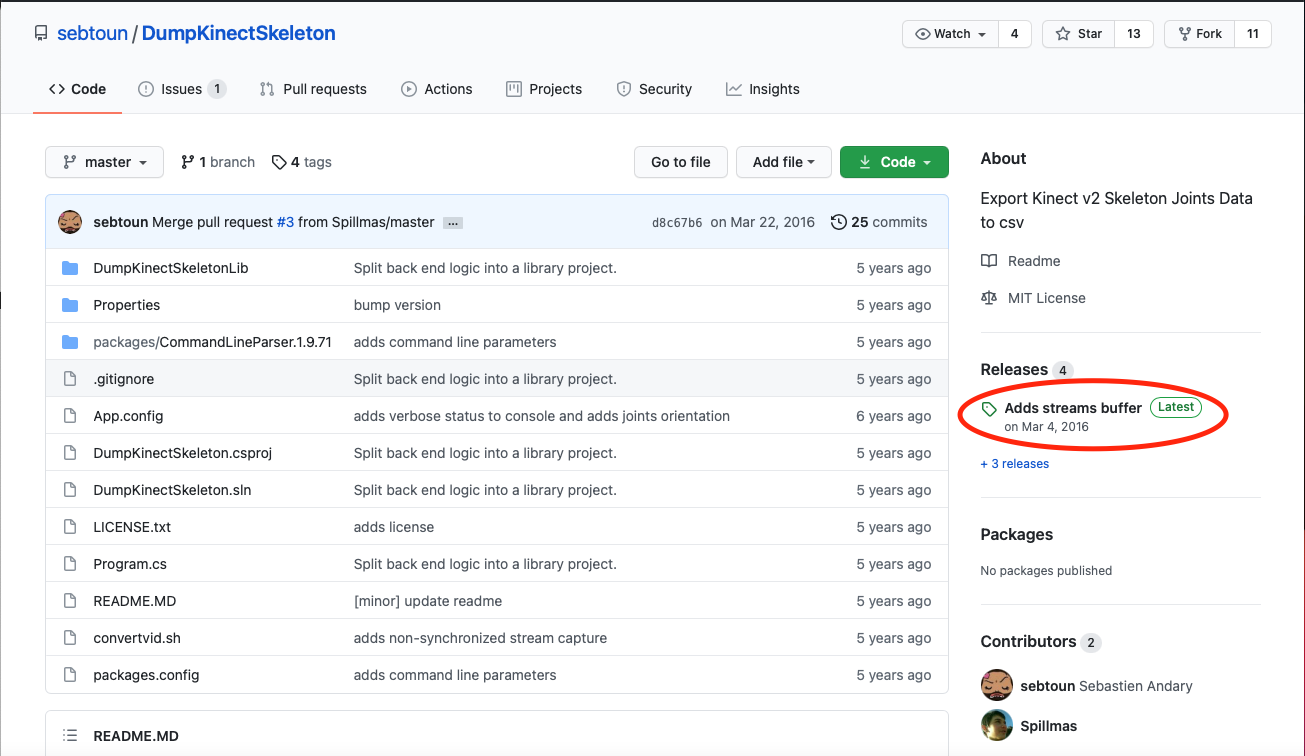 sebtoun / DumpKinectSkeleton
Watch 4 Star 13 Fork 11
Code Issues 1 Pull requests Actions Projects Security Insights
master 1 branch 4 tags Go to file Add file Code
sebtoun Merge pull request #3 from Spillmas/master ... d8c67b6 on Mar 22, 2016 25 commits
DumpKinectSkeletonLib Split back end logic into a library project. 5 years ago
Properties bump version 5 years ago
packages/CommandLineParser.1.9.71 adds command line parameters 5 years ago
.gitignore Split back end logic into a library project. 5 years ago
App.config adds verbose status to console and adds joints orientation 6 years ago
DumpKinectSkeleton.csproj Split back end logic into a library project. 5 years ago
DumpKinectSkeleton.sln Split back end logic into a library project. 5 years ago
LICENSE.txt adds license 5 years ago
Program.cs Split back end logic into a library project. 5 years ago
README.MD [minor] update readme 5 years ago
convertvid.sh adds non-synchronized stream capture 5 years ago
packages.config adds command line parameters 5 years ago
README.MD
About
Export Kinect v2 Skeleton Joints Data
to csv
Readme
MIT License
Releases 4
Adds streams buffer Latest
on Mar 4, 2016
+ 3 releases
Packages
No packages published
Contributors 2
sebtoun Sebastien Andary
Spillmas